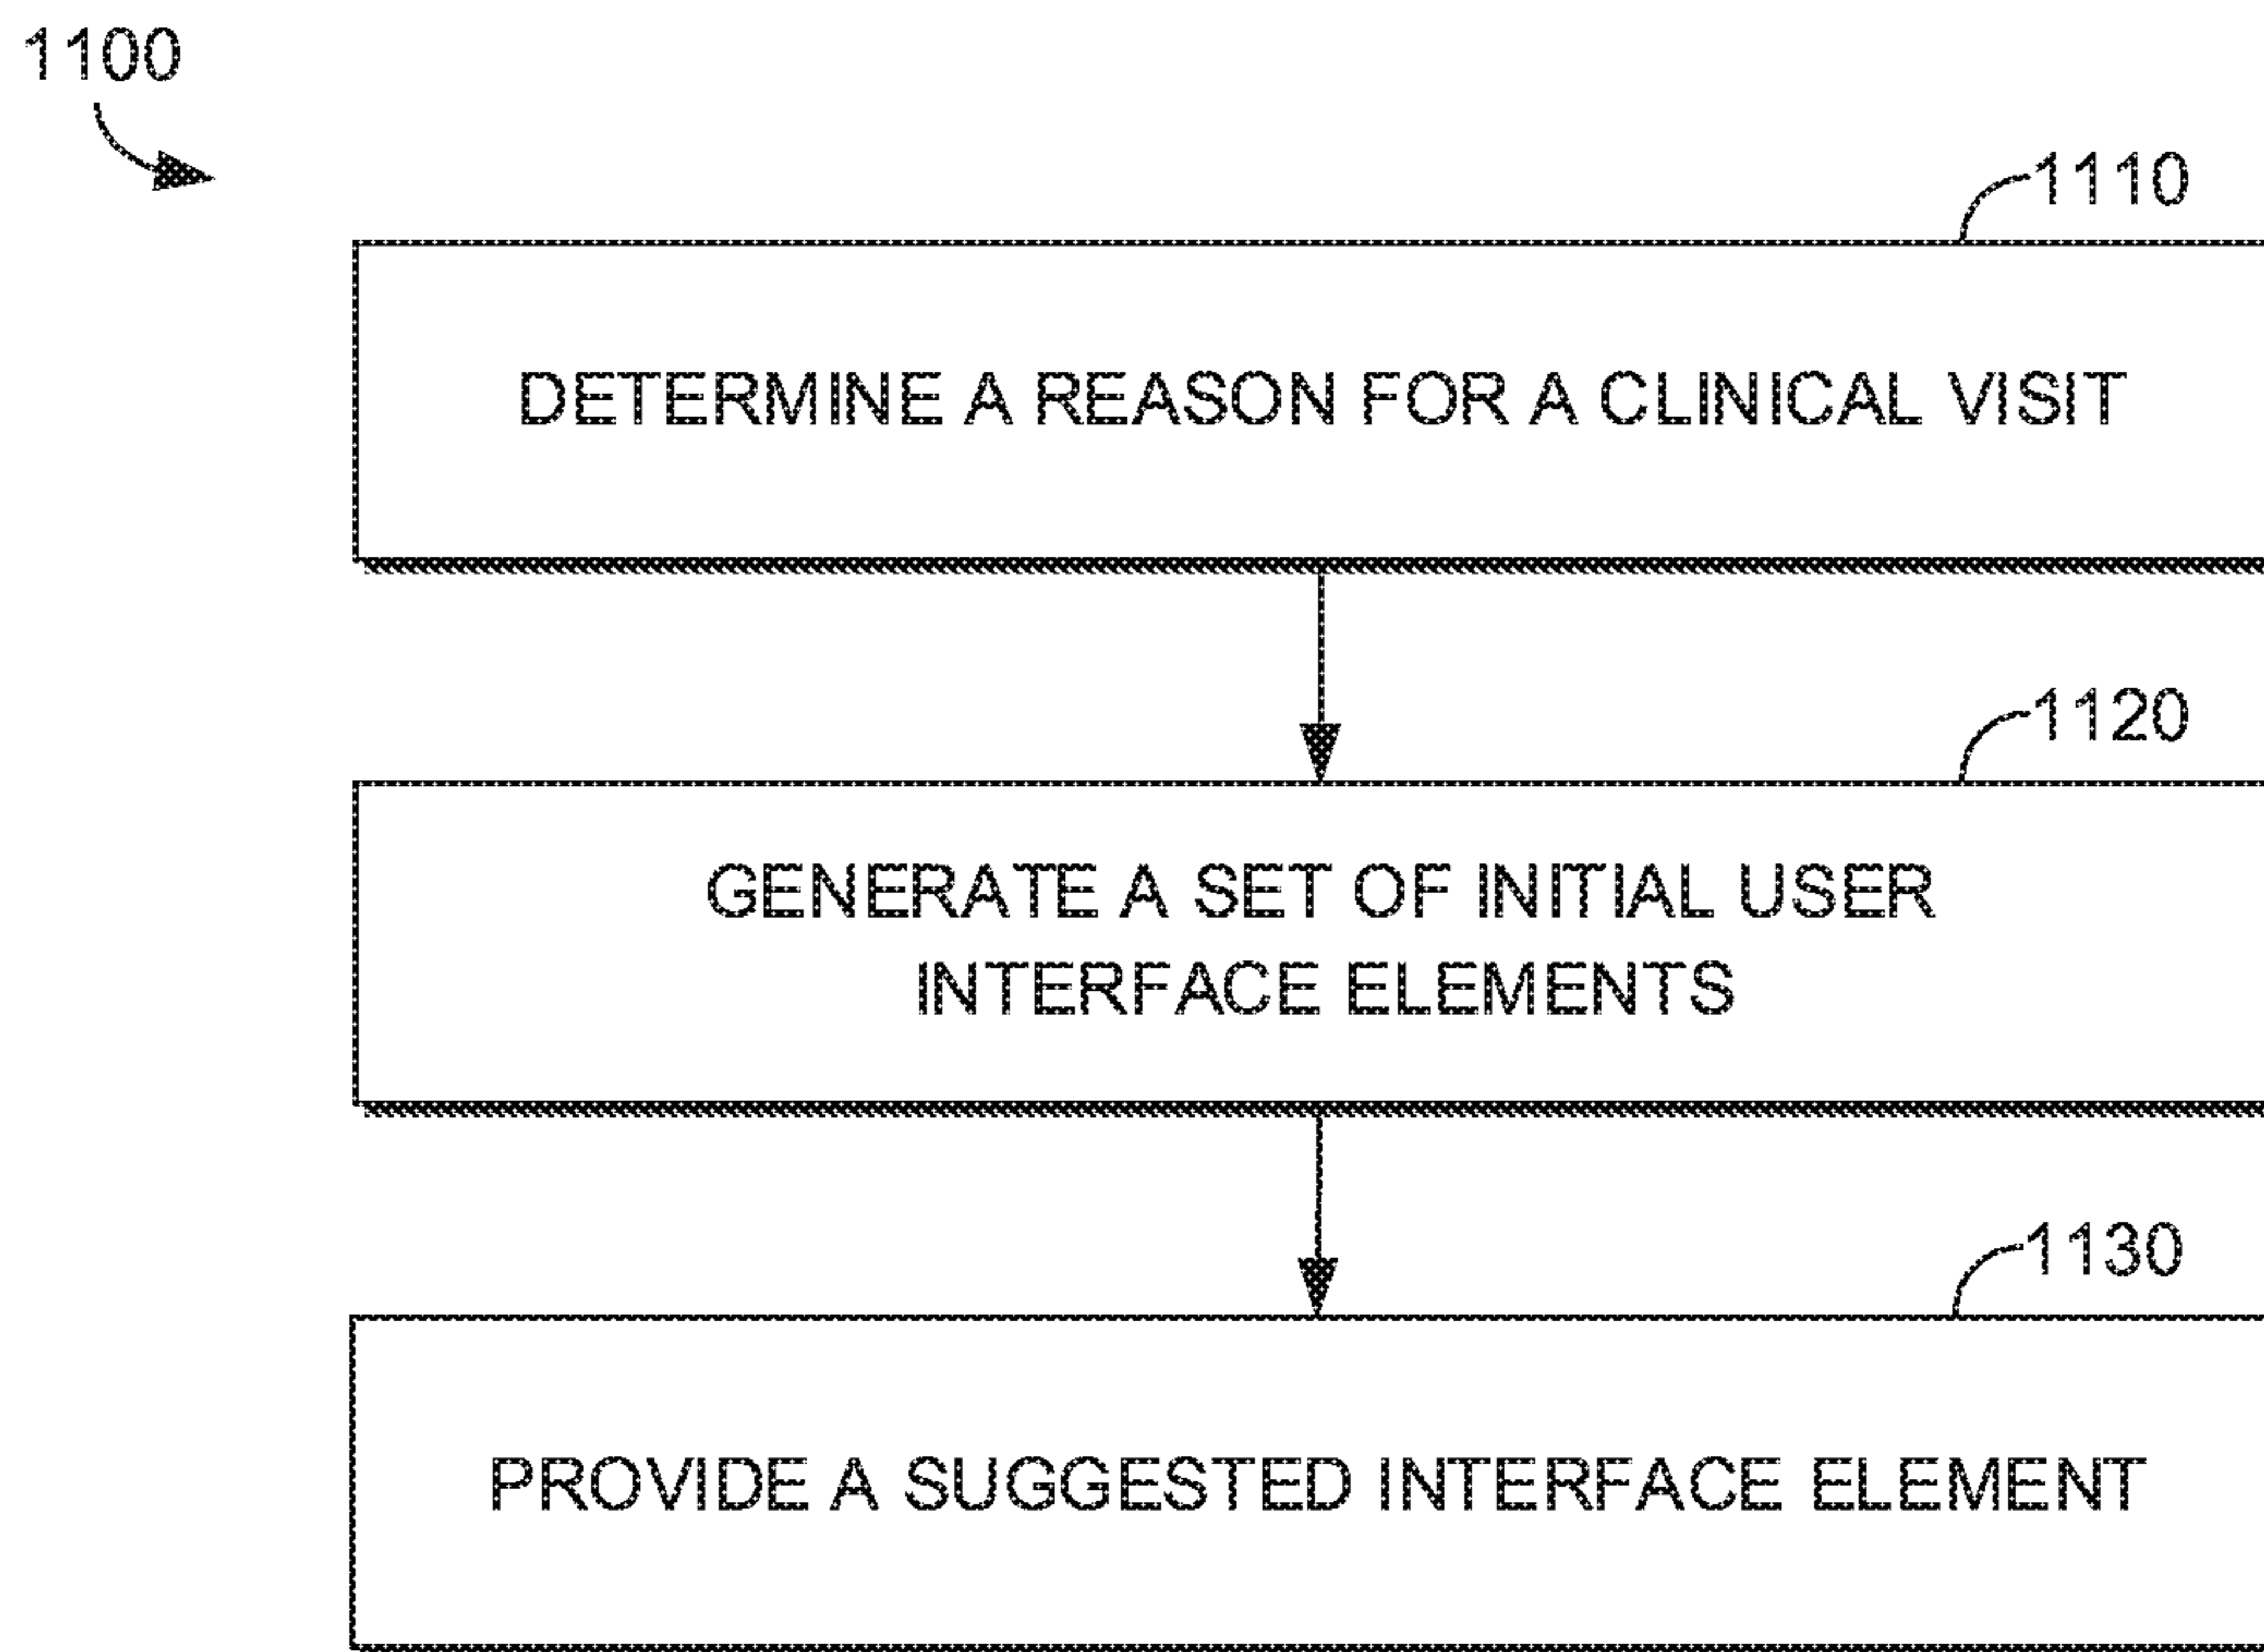 1100
1110
DETERMINE A REASON FOR A CLINICAL VISIT
1120
GENERATE A SET OF INITIAL USER
INTERFACE ELEMENTS
1130
PROVIDE A SUGGESTED INTERFACE ELEMENT